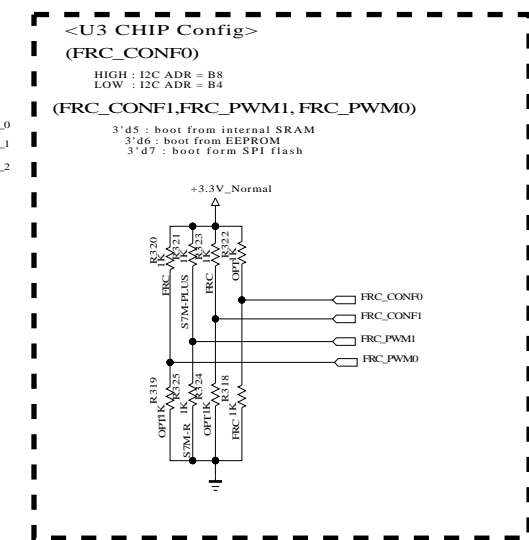 <U3 CHIP Config>
(FRC_CONF0)
HIGH : I2C ADR = B8
LOW : I2C ADR = B4
(FRC_CONF1,FRC_PWM1, FRC_PWM0)
3'd5 : boot from internal SRAM
3'd6 : boot from EEPROM
3'd7 : boot form SPI flash
_0
_1
_2
+3.3V_Normal
R320
1K
FRC
R321
1K
S7M-PLUS
R323
1K
FRC
R322
1K
OPT
FRC_CONF0
FRC_CONF1
FRC_PWM1
FRC_PWM0
R319
1K
OPT
R325
1K
S7M-R
R324
1K
OPT
R318
1K
FRC